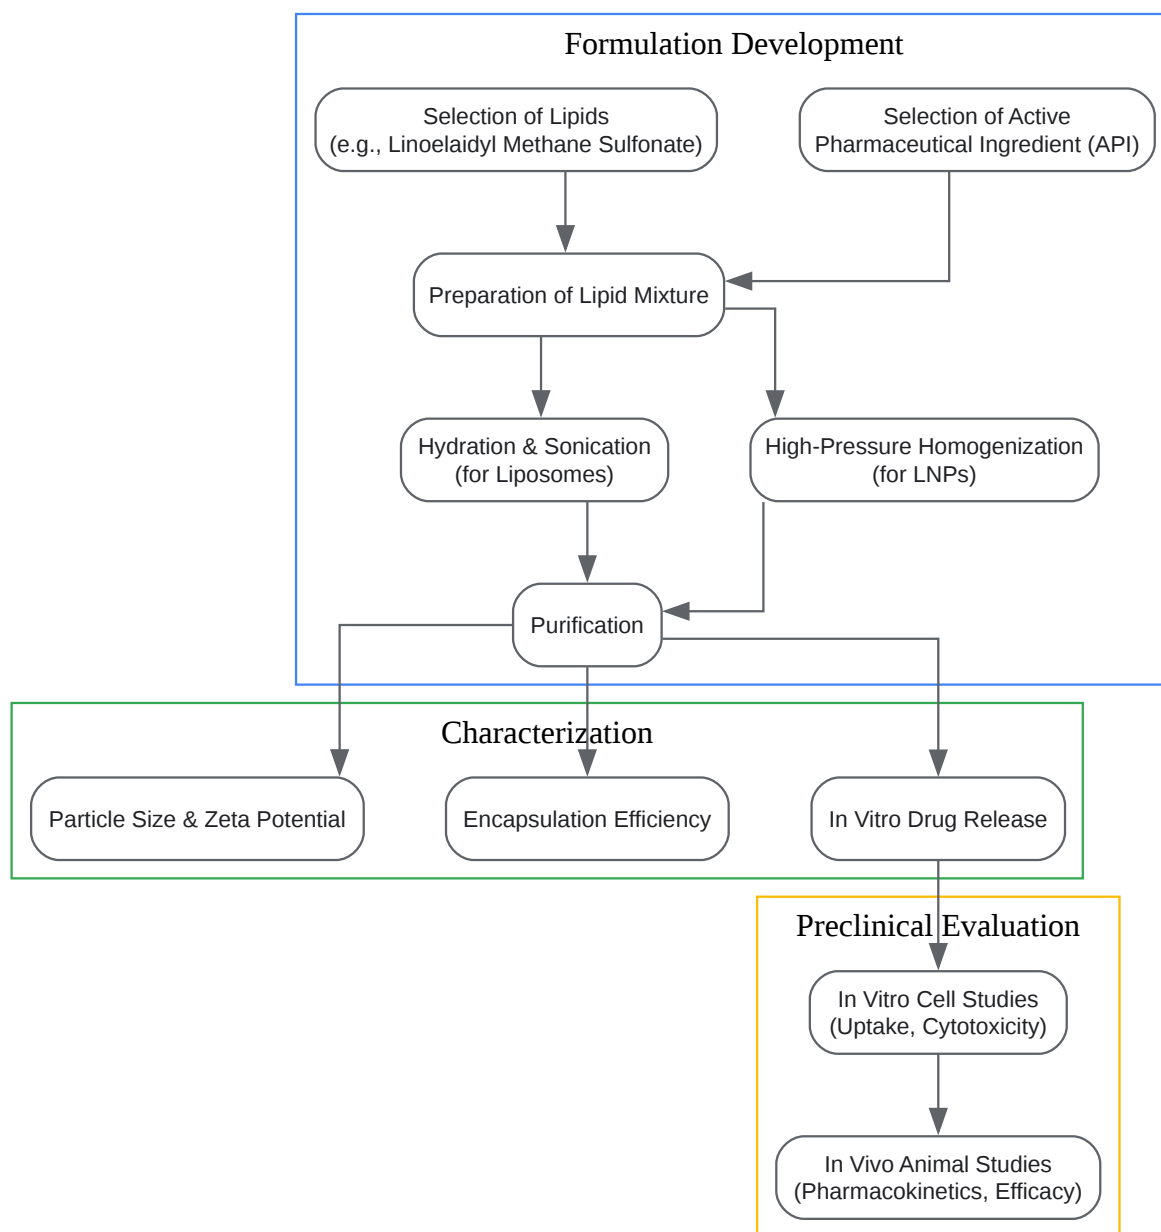 Formulation Development
Selection of Lipids
(e.g., Linoelaidyl Methane Sulfonate)
Selection of Active
Pharmaceutical Ingredient (API)
Preparation of Lipid Mixture
Hydration & Sonication
(for Liposomes)
High-Pressure Homogenization
(for LNPs)
Purification
Characterization
Particle Size & Zeta Potential
Encapsulation Efficiency
In Vitro Drug Release
Preclinical Evaluation
In Vitro Cell Studies
(Uptake, Cytotoxicity)
In Vivo Animal Studies
(Pharmacokinetics, Efficacy)